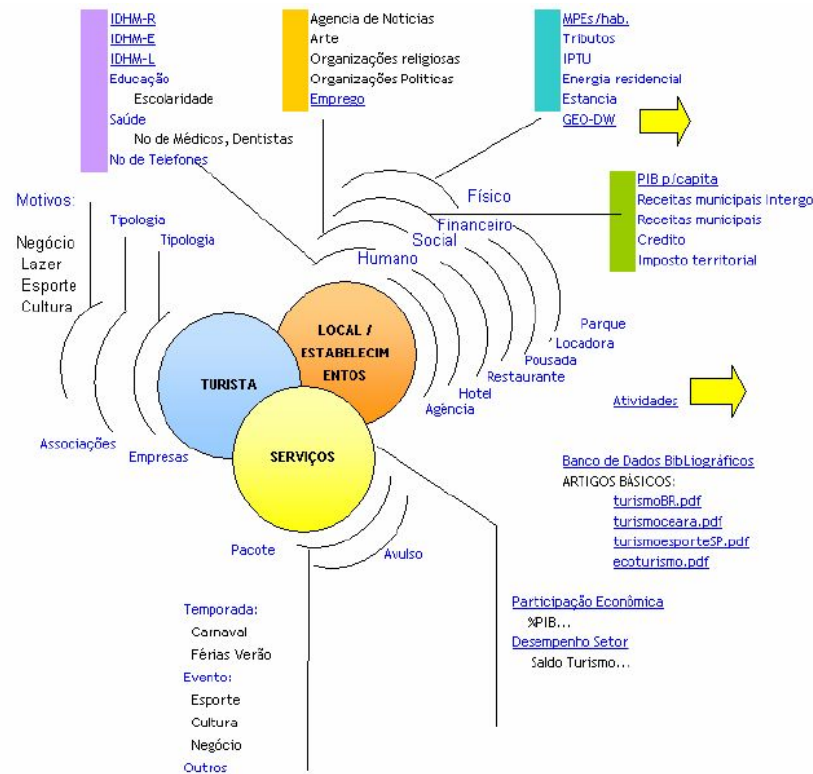 IDHM-R
IDHM-E
IDHM-L
Educação
Escolaridade
Saúde
No de Médicos, Dentistas
No de Telefones
Agencia de Noticias
Arte
Organizações religiosas
Organizações Politicas
Emprego
MPEs/hab.
Tributos
IPTU
Energia residencial
Estancia
GEO-DW
PIB p/capita
Receitas municipais Intergo
Receitas municipais
Credito
Imposto territorial
Motivos:
Negócio
Lazer
Esporte
Cultura
Tipologia
Tipologia
Físico
Financeiro
Social
Humano
LOCAL /
ESTABELECIM
ENTOS
TURISTA
SERVIÇOS
Parque
Locadora
Pousada
Restaurante
Hotel
Agência
Associações
Empresas
Atividades
Banco de Dados BibLiográficos
ARTIGOS BÁSICOS:
turismoBR.pdf
turismoceara.pdf
turismoesporteSP.pdf
ecoturismo.pdf
Pacote
Avulso
Temporada:
Carnaval
Férias Verão
Evento:
Esporte
Cultura
Negócio
Outros
Participação Econômica
%PIB...
Desempenho Setor
Saldo Turismo...